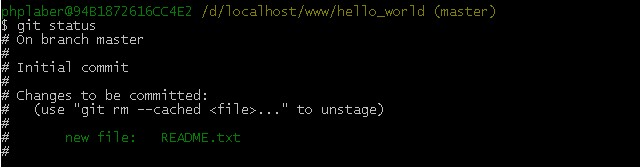 phplaber@94B1872616CC4E2 /d/localhost/www/hello_world (master)
$ git status
# On branch master
#
# Initial commit
#
# Changes to be committed:
#   (use "git rm --cached <file>..." to unstage)
#
#       new file:   README.txt
#